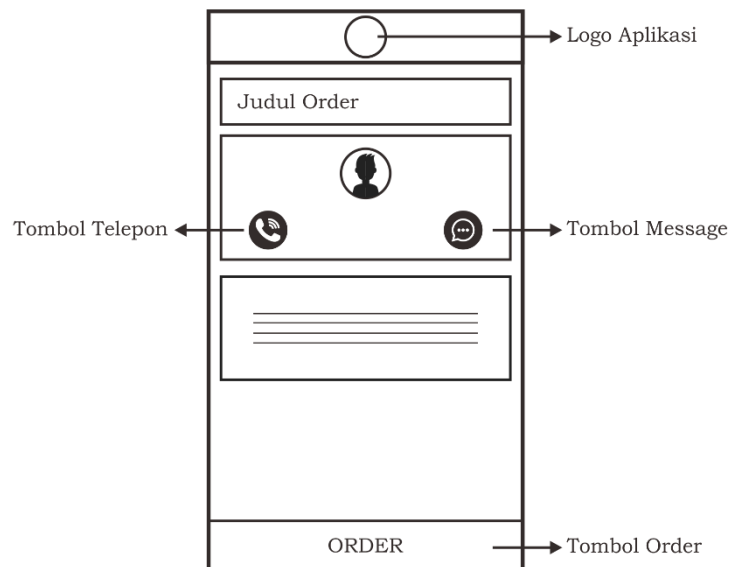 Logo Aplikasi
Judul Order
Tombol Telepon
Tombol Message
ORDER
Tombol Order